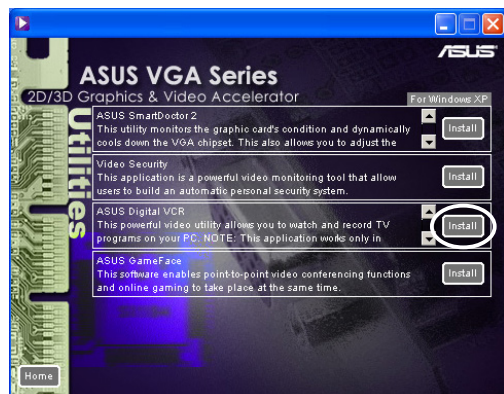 ASUS
ASUS VGA Series
2D/3D Graphics & Video Accelerator
For Windows XP
Utilities
ASUS SmartDoctor 2
This utility monitors the graphic card's condition and dynamically
cools down the VGA chipset. This also allows you to adjust the
Install
Video Security
This application is a powerful video monitoring tool that allow
users to build an automatic personal security system.
Install
ASUS Digital VCR
This powerful video utility allows you to watch and record TV
programs on your PC. NOTE: This application works only in
Install
ASUS GameFace
This software enables point-to-point video conferencing functions
and online gaming to take place at the same time.
Install
Home